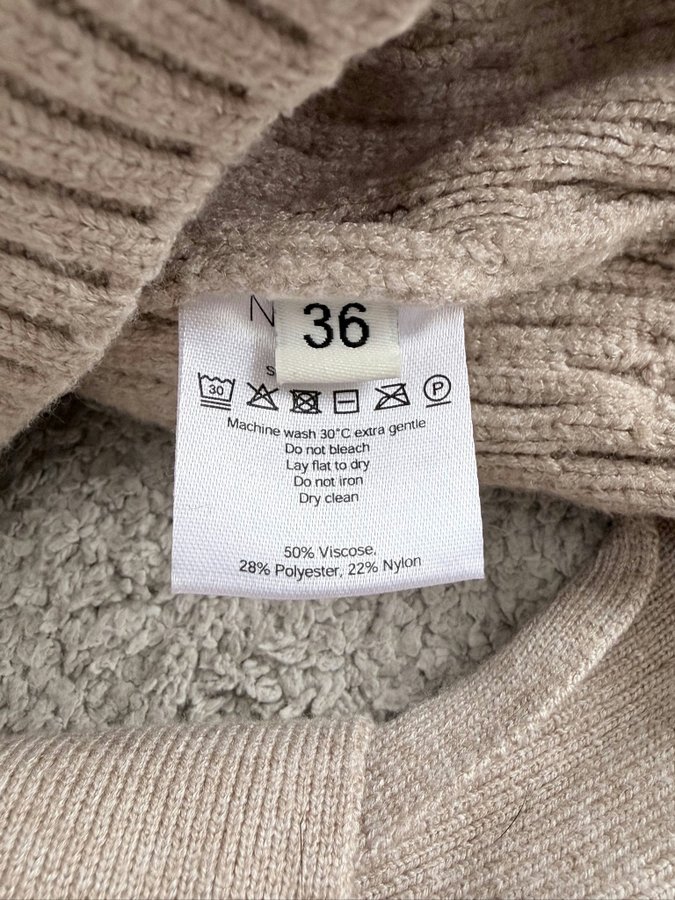 36
30
P
Machine wash 30°C extra gentle
Do not bleach
Lay flat to dry
Do not iron
Dry clean
50% Viscose,
28% Polyester, 22% Nylon